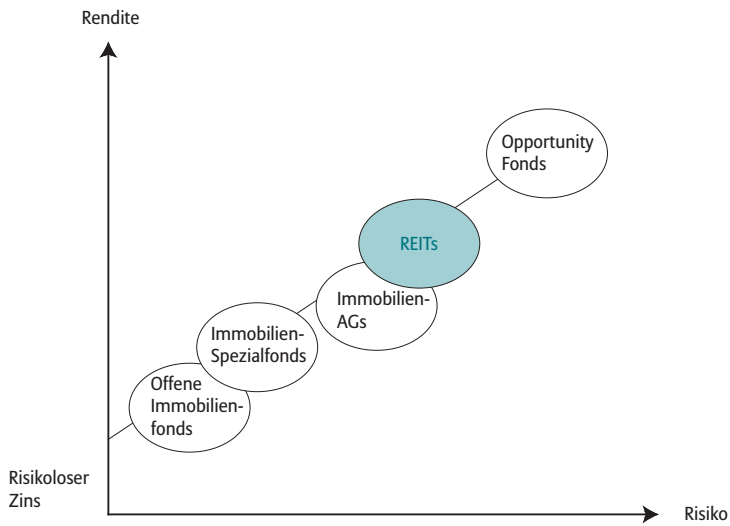 Rendite
Opportunity
Fonds
REITs
Immobilien-
AGs
Immobilien-
Spezialfonds
Offene
Immobilien-
fonds
Risikoloser
Zins
Risiko